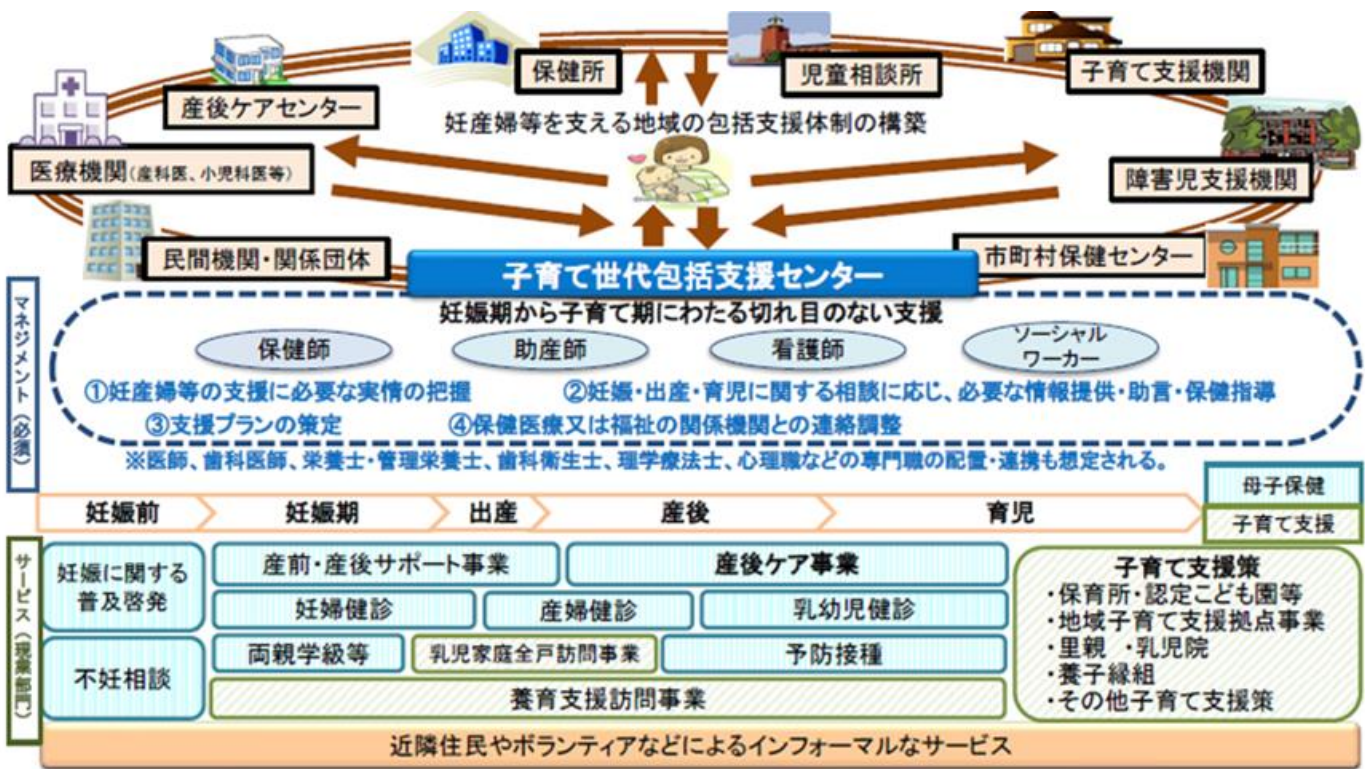 保健所
児童相談所
子育て支援機関
産後ケアセンター
妊産婦等を支える地域の包括支援体制の構築
医療機関(産科医、小児科医等)
障害児支援機関
民間機関・関係団体
市町村保健センター
子育て世代包括支援センター
マネジメント(必須)
妊娠期から子育て期にわたる切れ目のない支援
保健師
助産師
看護師
ソーシャル
ワーカー
①妊産婦等の支援に必要な実情の把握
②妊娠・出産・育児に関する相談に応じ、必要な情報提供・助言・保健指導
③支援プランの策定
④保健医療又は福祉の関係機関との連絡調整
※医師、歯科医師、栄養士・管理栄養士、歯科衛生士、理学療法士、心理職などの専門職の配置・連携も想定される。
母子保健
子育て支援
妊娠前
妊娠期
出産
産後
育児
サービス(現業部門)
妊娠に関する
普及啓発
産前・産後サポート事業
産後ケア事業
妊婦健診
産婦健診
乳幼児健診
不妊相談
両親学級等
乳児家庭全戸訪問事業
予防接種
養育支援訪問事業
子育て支援策
・保育所・認定こども園等
・地域子育て支援拠点事業
・里親 ・乳児院
・養子縁組
・その他子育て支援策
近隣住民やボランティアなどによるインフォーマルなサービス